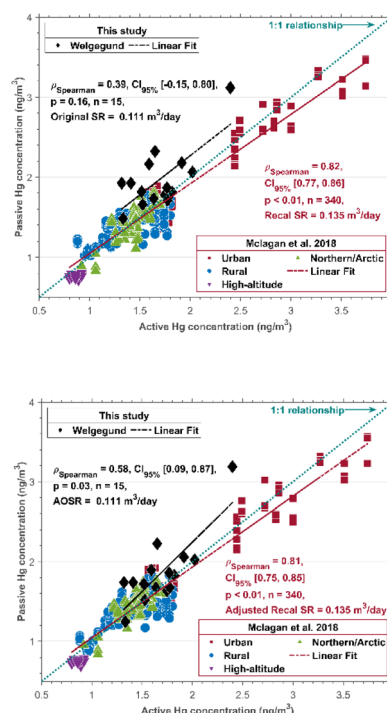 4
This study
Welgegund Linear Fit
1:1 relationship
ρSpearman = 0.39, CI95% [-0.15, 0.80],
p = 0.16, n = 15,
Original SR = 0.111 m³/day
3
Passive Hg concentration (ng/m³)
ρSpearman = 0.82,
CI95% [0.77, 0.86]
p < 0.01, n = 340,
Recal SR = 0.135 m³/day
2
Mclagan et al. 2018
Urban Northern/Arctic
Rural Linear Fit
High-altitude
1
0.5 1 1.5 2 2.5 3 3.5 4
Active Hg concentration (ng/m³)
4
This study
Welgegund Linear Fit
1:1 relationship
ρSpearman = 0.58, CI95% [0.09, 0.87],
p = 0.03, n = 15,
AOSR = 0.111 m³/day
3
Passive Hg concentration (ng/m³)
ρSpearman = 0.81,
CI95% [0.75, 0.85]
p < 0.01, n = 340,
Adjusted Recal SR = 0.135 m³/day
2
Mclagan et al. 2018
Urban Northern/Arctic
Rural Linear Fit
High-altitude
1
0.5 1 1.5 2 2.5 3 3.5 4
Active Hg concentration (ng/m³)